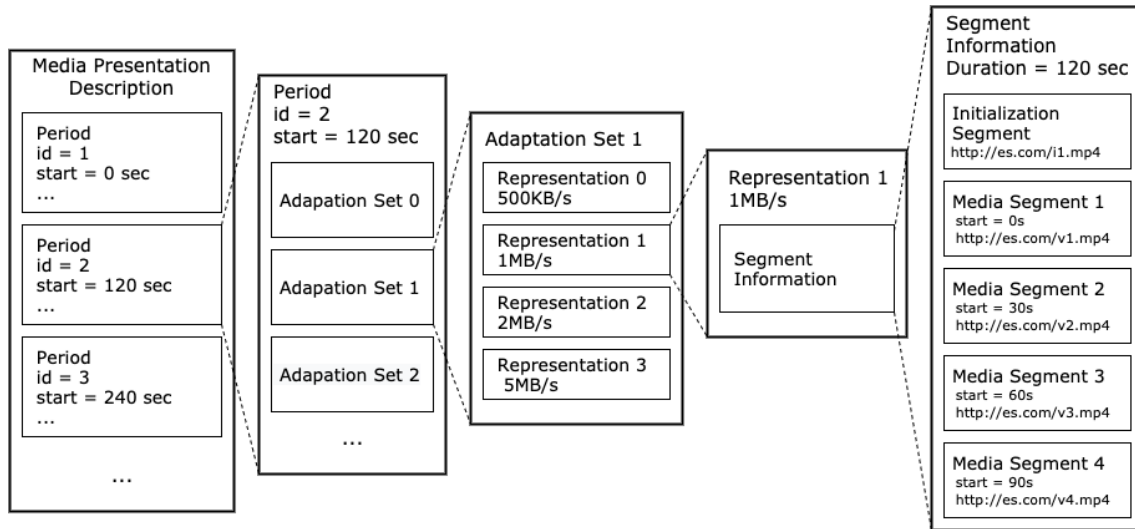 Media Presentation
Description
Period
id = 1
start = 0 sec
...
Period
id = 2
start = 120 sec
...
Period
id = 3
start = 240 sec
...
...
Period
id = 2
start = 120 sec
Adapation Set 0
Adapation Set 1
Adapation Set 2
...
Adaptation Set 1
Representation 0
500KB/s
Representation 1
1MB/s
Representation 2
2MB/s
Representation 3
5MB/s
Representation 1
1MB/s
Segment
Information
Segment
Information
Duration = 120 sec
Initialization
Segment
http://es.com/i1.mp4
Media Segment 1
start = 0s
http://es.com/v1.mp4
Media Segment 2
start = 30s
http://es.com/v2.mp4
Media Segment 3
start = 60s
http://es.com/v3.mp4
Media Segment 4
start = 90s
http://es.com/v4.mp4